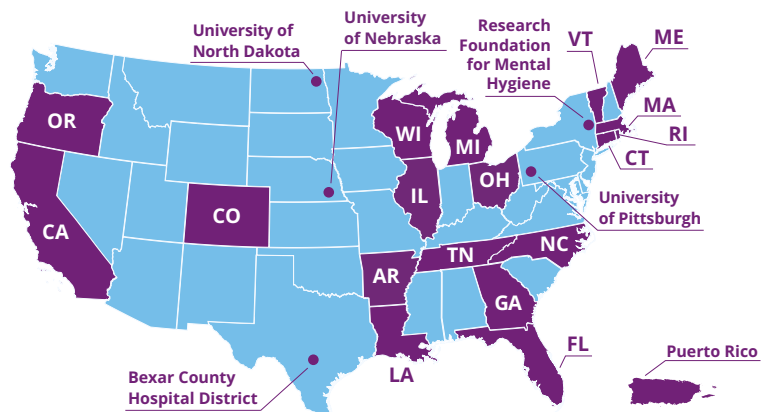 University of
North Dakota
University
of Nebraska
Research
Foundation
for Mental
Hygiene
VT
ME
MA
RI
CT
OR
WI
MI
IL
OH
University
of Pittsburgh
CO
CA
NC
TN
AR
GA
FL
LA
Puerto Rico
Bexar County
Hospital District